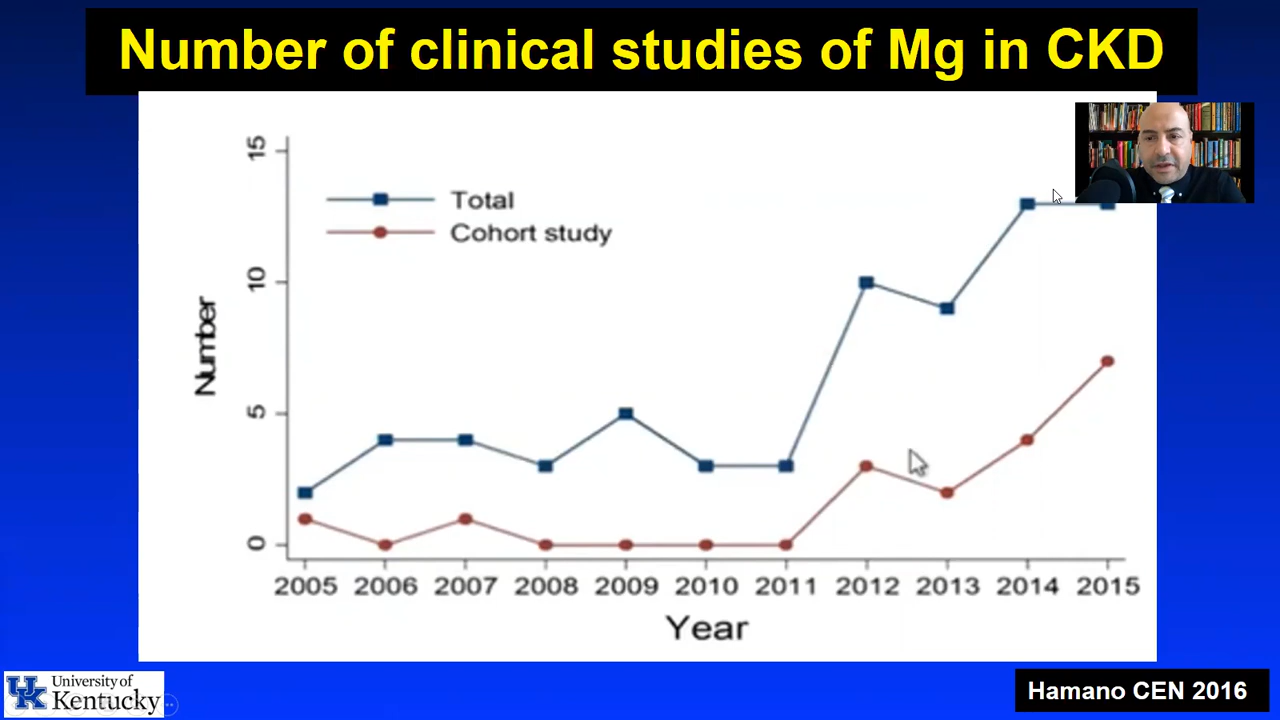 Number of clinical studies of Mg in CKD
15
10
5
0
Number
Total
Cohort study
2005 2006 2007 2008 2009 2010 2011 2012 2013 2014 2015
Year
University of
Kentucky
UK
Hamano CEN 2016